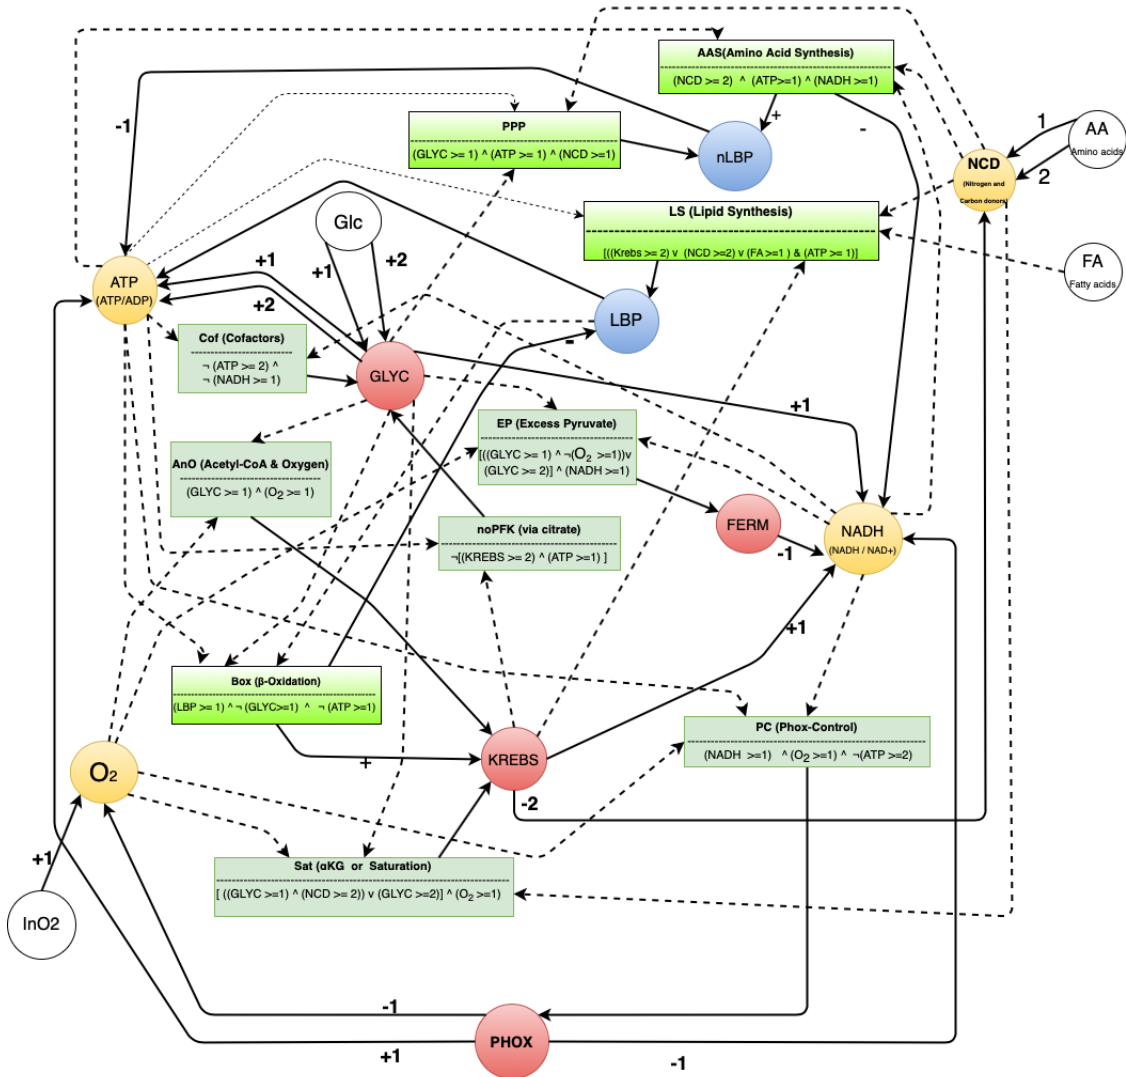 AAS(Amino Acid Synthesis)
(NCD >= 2) ^ (ATP>=1) ^ (NADH >=1)
-1
+
-
PPP
(GLYC >= 1) ^ (ATP >= 1) ^ (NCD >=1)
nLBP
1
AA
Amino acids
2
NCD
(Nitrogen and
Carbon donors)
Glc
LS (Lipid Synthesis)
[((Krebs >= 2) v (NCD >=2) v (FA >=1 ) & (ATP >= 1)]
FA
Fatty acids
+1
+2
+1
+2
ATP
(ATP/ADP)
LBP
-
Cof (Cofactors)
¬ (ATP >= 2) ^
¬ (NADH >= 1)
GLYC
+1
EP (Excess Pyruvate)
[((GLYC >= 1) ^ ¬(O2 >=1))v
(GLYC >= 2)] ^ (NADH >=1)
AnO (Acetyl-CoA & Oxygen)
(GLYC >= 1) ^ (O2 >= 1)
noPFK (via citrate)
¬[(KREBS >= 2) ^ (ATP >=1) ]
FERM
-1
NADH
(NADH / NAD+)
+1
Box (β-Oxidation)
(LBP >= 1) ^ ¬ (GLYC>=1) ^ ¬ (ATP >=1)
PC (Phox-Control)
(NADH >=1) ^ (O2 >=1) ^ ¬(ATP >=2)
O2
+
KREBS
-2
+1
Sat (αKG or Saturation)
[ ((GLYC >=1) ^ (NCD >= 2)) v (GLYC >=2)] ^ (O2 >=1)
InO2
-1
PHOX
+1
-1